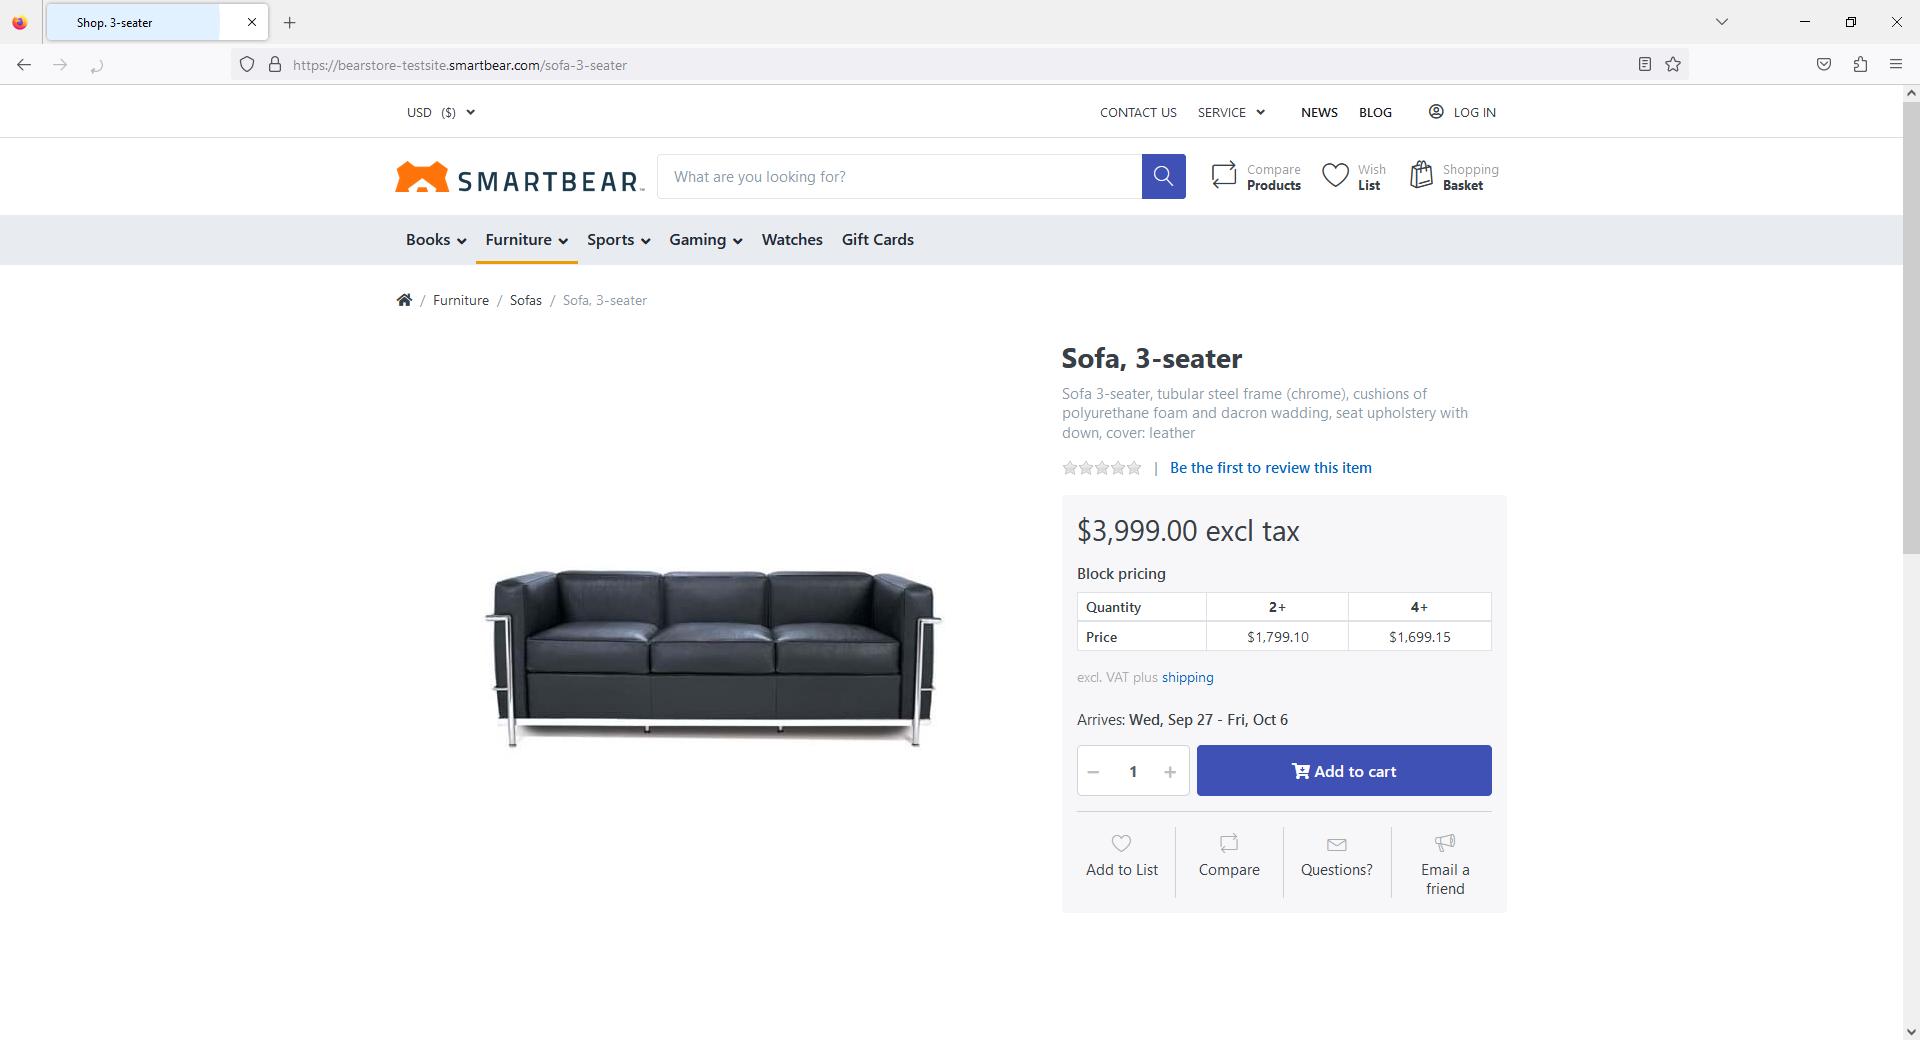 Shop. 3-seater
https://bearstore-testsite.smartbear.com/sofa-3-seater
USD ($)
CONTACT US SERVICE NEWS BLOG LOG IN
SMARTBEAR
What are you looking for?
Compare Products
Wish List
Shopping Basket
Books Furniture Sports Gaming Watches Gift Cards
/ Furniture / Sofas / Sofa, 3-seater
Sofa, 3-seater
Sofa 3-seater, tubular steel frame (chrome), cushions of
polyurethane foam and dacron wadding, seat upholstery with
down, cover: leather
| Be the first to review this item
$3,999.00 excl tax
Block pricing
Quantity 2+ 4+
Price $1,799.10 $1,699.15
excl. VAT plus shipping
Arrives: Wed, Sep 27 - Fri, Oct 6
− 1 + Add to cart
Add to List Compare Questions? Email a
friend